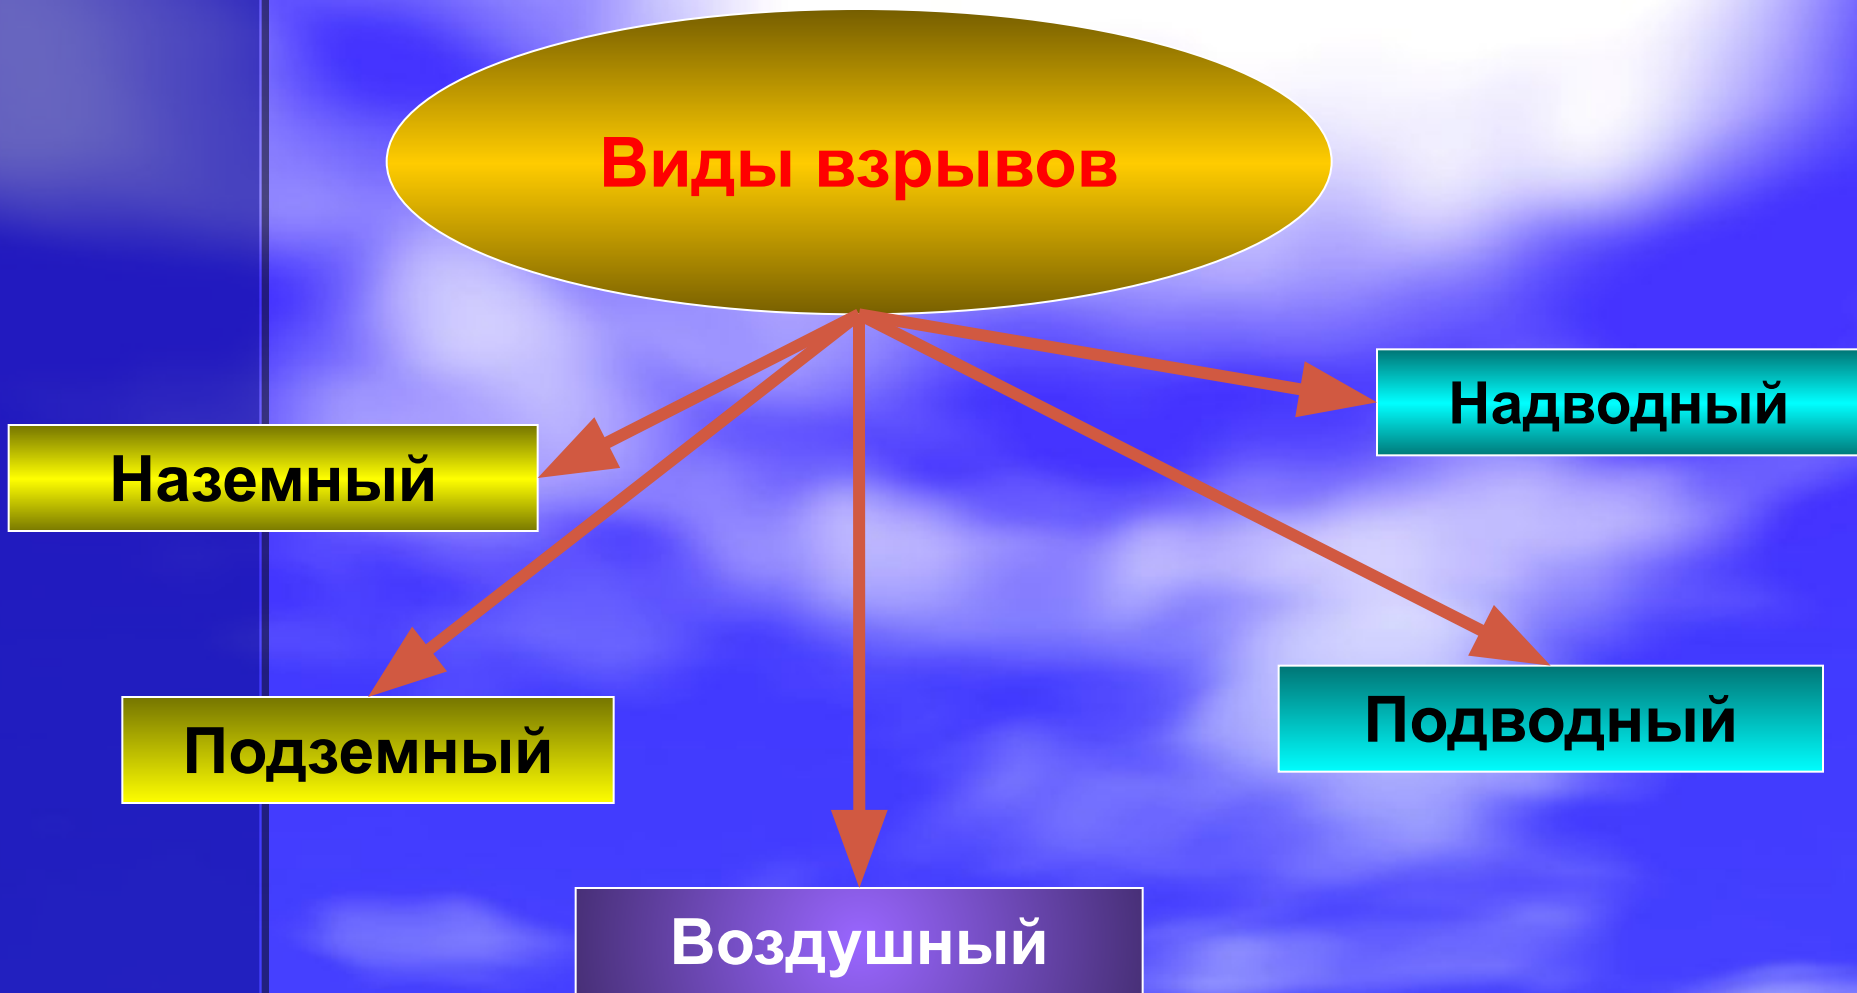 Виды взрывов
Надводный
Наземный
Подводный
Подземный
Воздушный